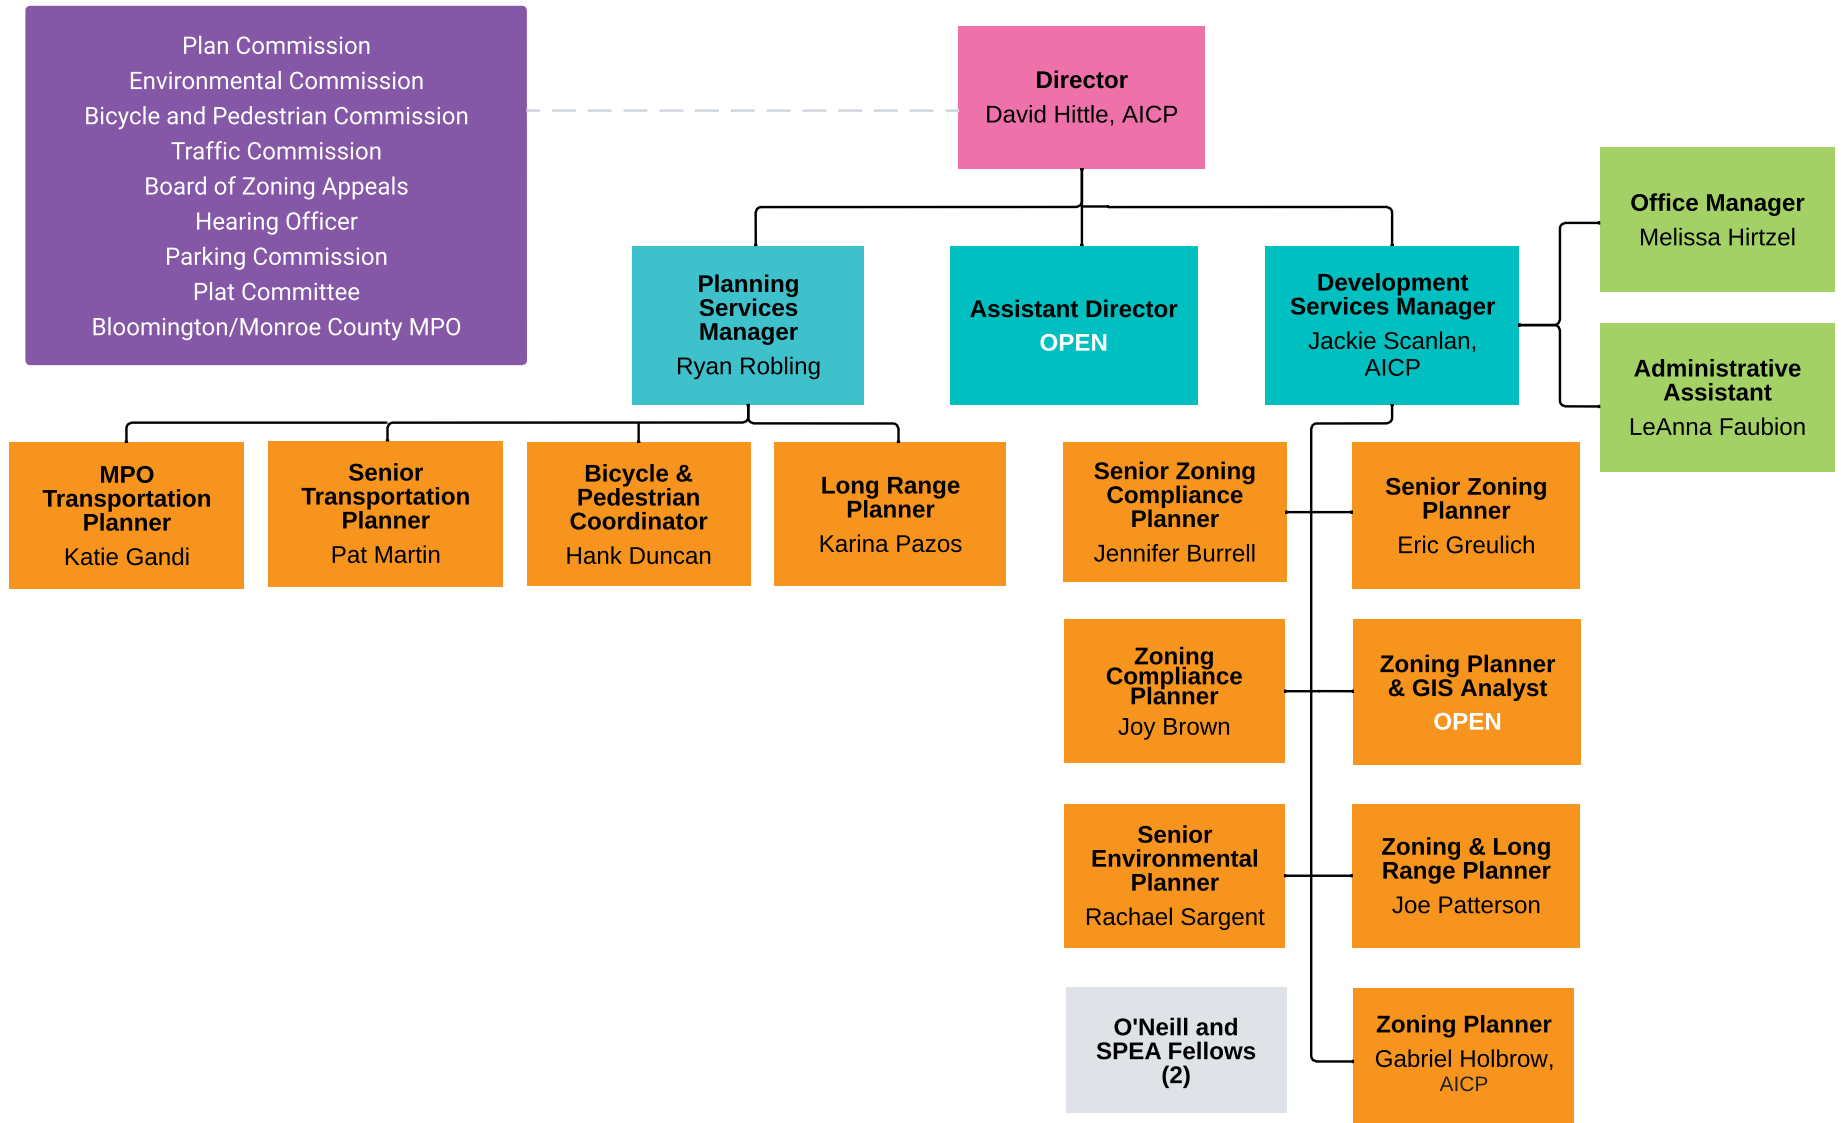 Plan Commission
Environmental Commission
Bicycle and Pedestrian Commission
Traffic Commission
Board of Zoning Appeals
Hearing Officer
Parking Commission
Plat Committee
Bloomington/Monroe County MPO
Director
David Hittle, AICP
Planning
Services
Manager
Ryan Robling
Assistant Director
OPEN
Development
Services Manager
Jackie Scanlan,
AICP
Office Manager
Melissa Hirtzel
Administrative
Assistant
LeAnna Faubion
MPO
Transportation
Planner
Katie Gandi
Senior
Transportation
Planner
Pat Martin
Bicycle &
Pedestrian
Coordinator
Hank Duncan
Long Range
Planner
Karina Pazos
Senior Zoning
Compliance
Planner
Jennifer Burrell
Senior Zoning
Planner
Eric Greulich
Zoning
Compliance
Planner
Joy Brown
Zoning Planner
& GIS Analyst
OPEN
Senior
Environmental
Planner
Rachael Sargent
Zoning & Long
Range Planner
Joe Patterson
O'Neill and
SPEA Fellows
(2)
Zoning Planner
Gabriel Holbrow,
AICP